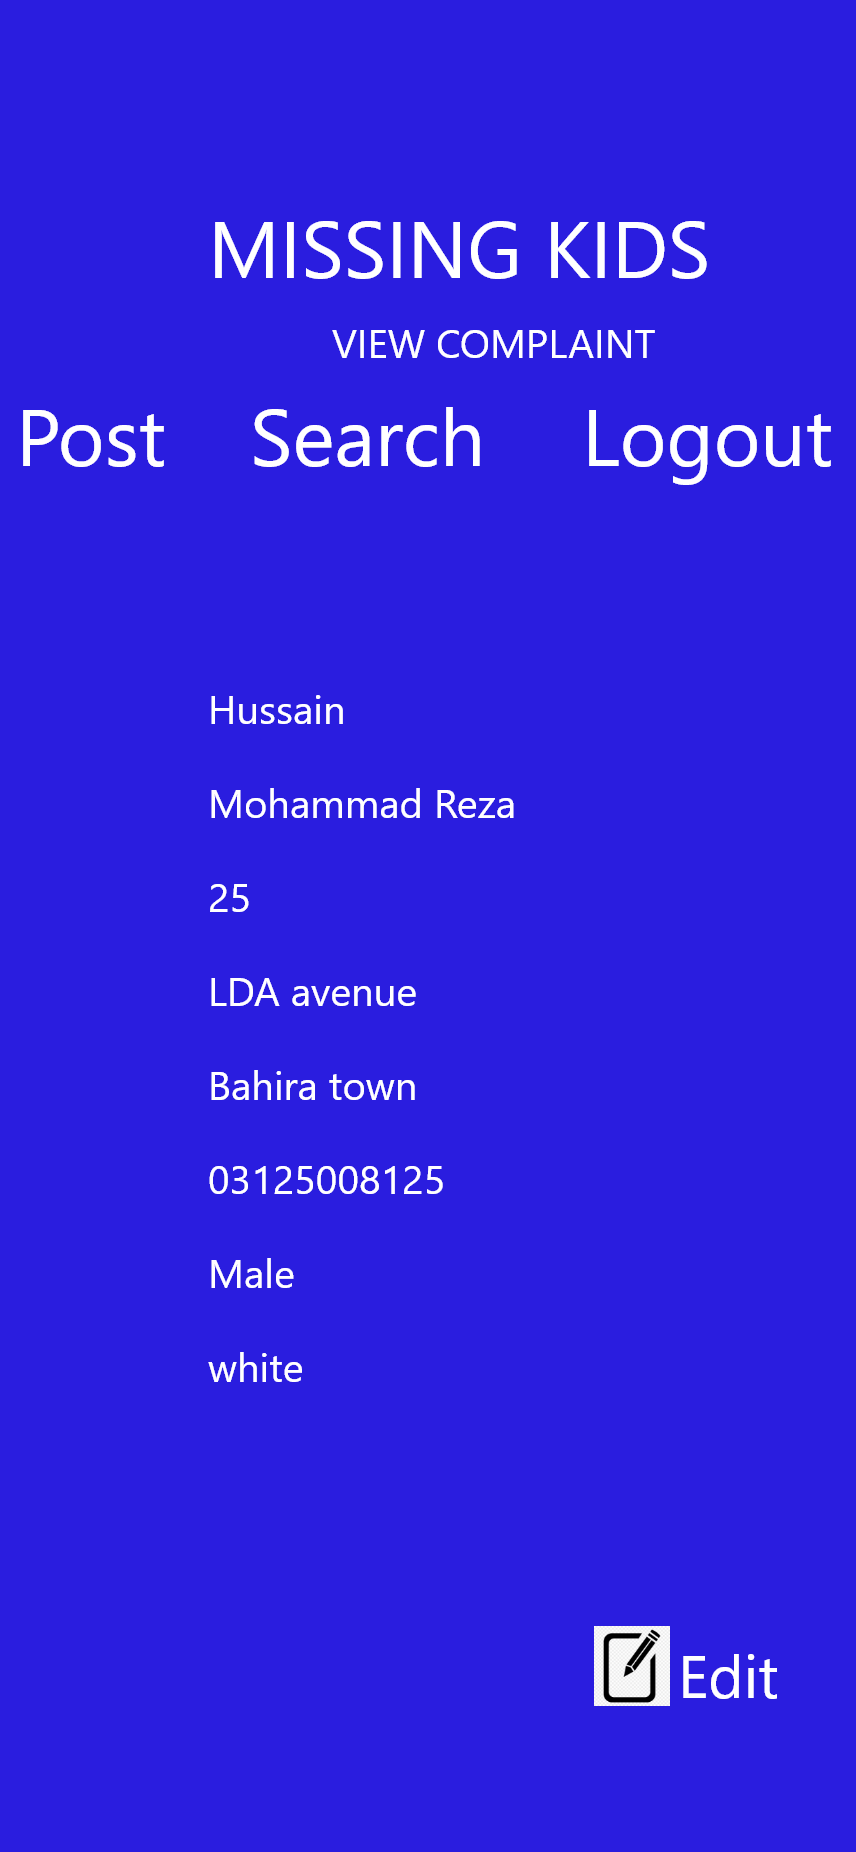 MISSING KIDS
VIEW COMPLAINT
Post Search Logout
Hussain
Mohammad Reza
25
LDA avenue
Bahira town
03125008125
Male
white
Edit